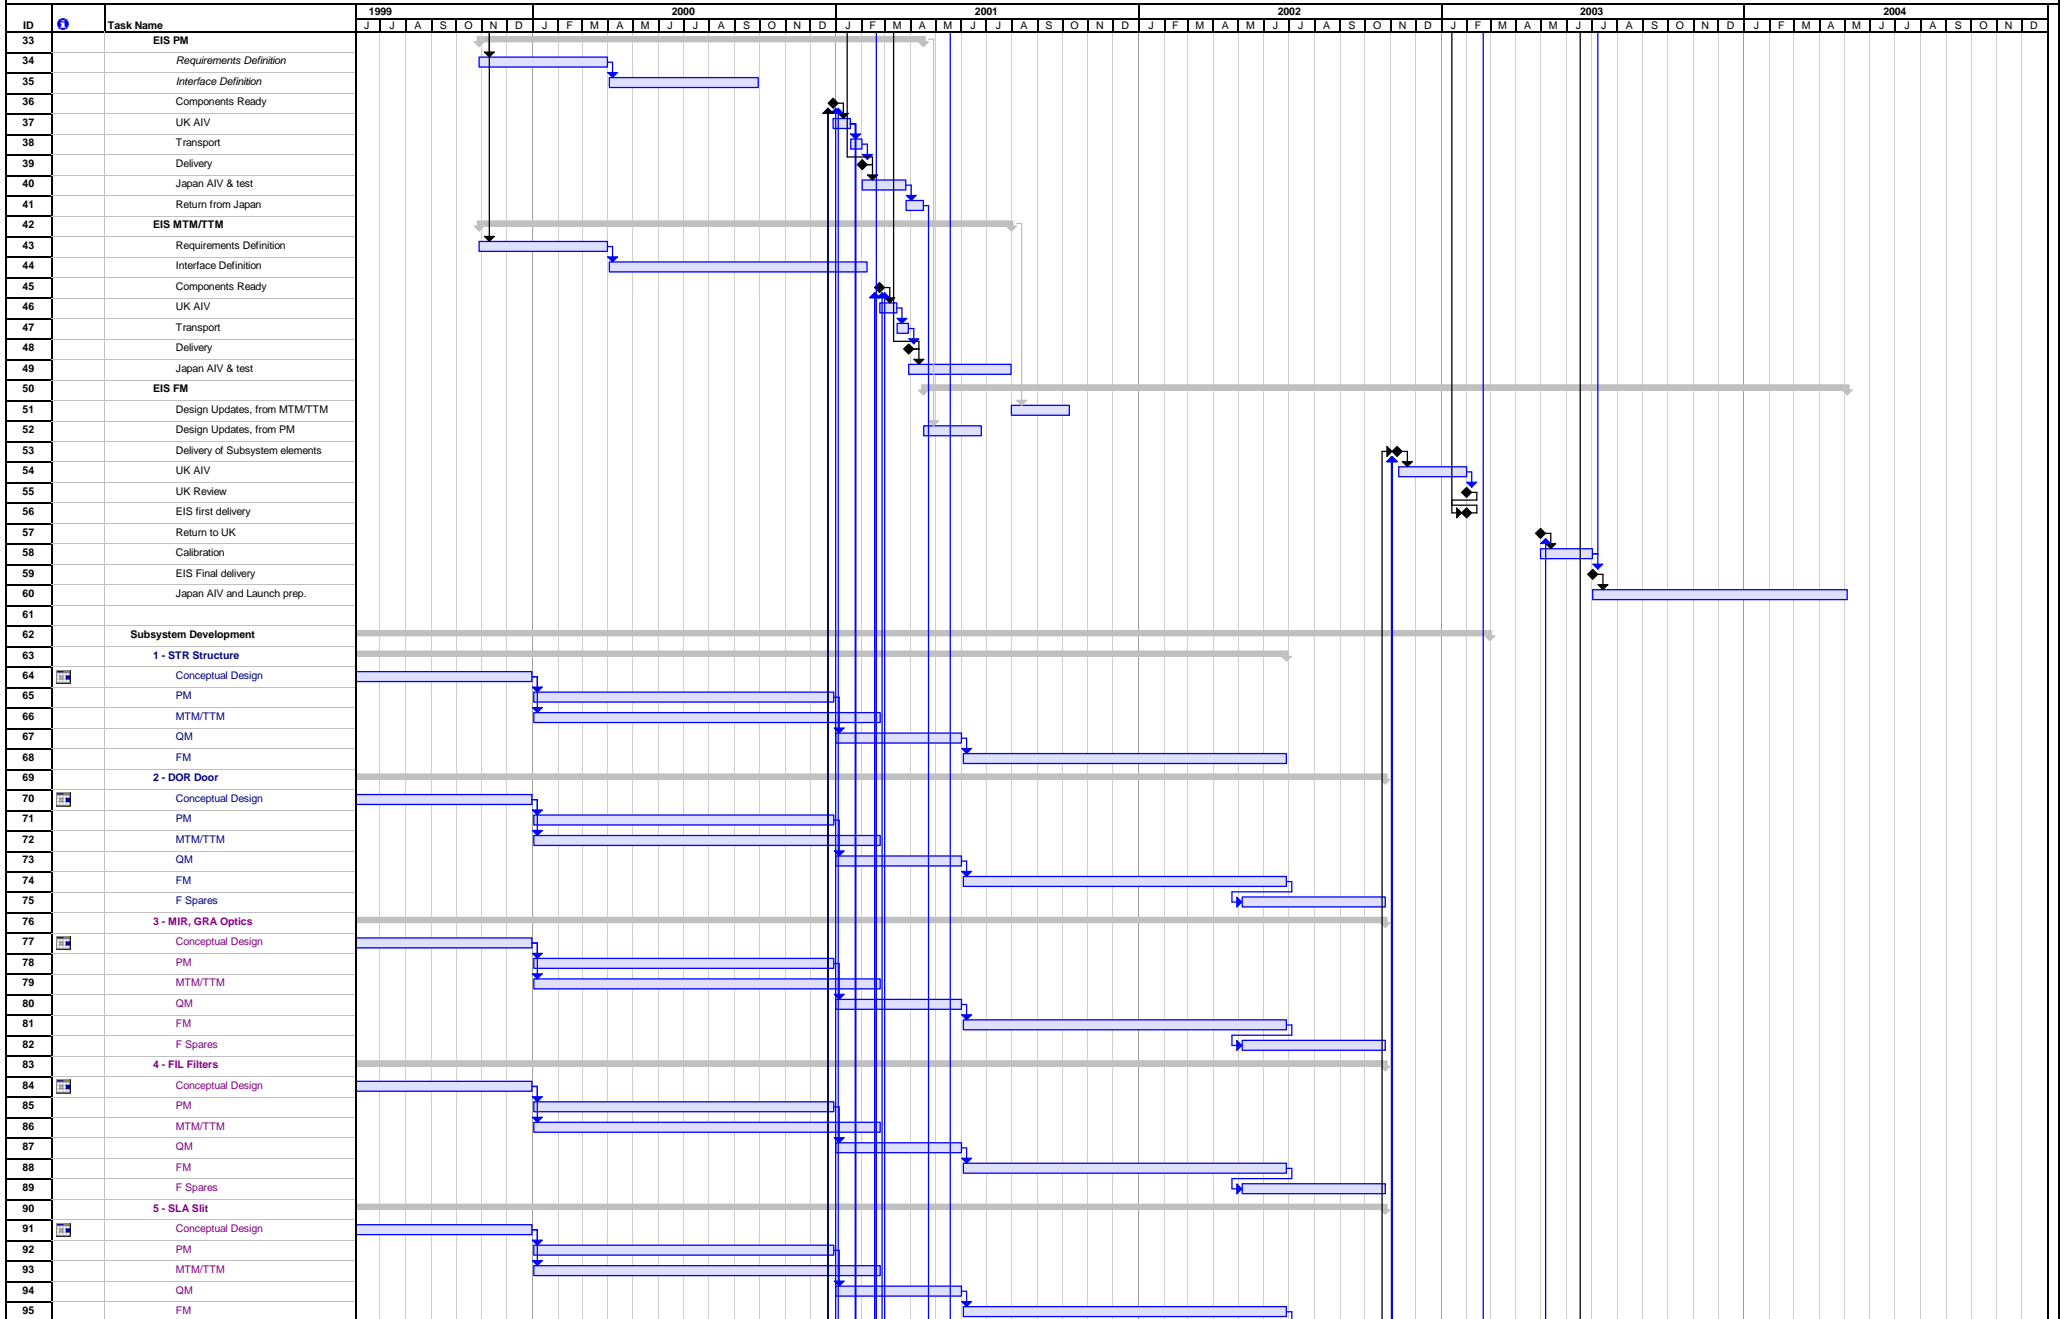 1999 2000 2001 2002 2003 2004
ID Task Name J J A S O N D J F M A M J J A S O N D J F M A M J J A S O N D J F M A M J J A S O N D J F M A M J J A S O N D J F M A M J J A S O N D
33 EIS PM
34 Requirements Definition
35 Interface Definition
36 Components Ready
37 UK AIV
38 Transport
39 Delivery
40 Japan AIV & test
41 Return from Japan
42 EIS MTM/TTM
43 Requirements Definition
44 Interface Definition
45 Components Ready
46 UK AIV
47 Transport
48 Delivery
49 Japan AIV & test
50 EIS FM
51 Design Updates, from MTM/TTM
52 Design Updates, from PM
53 Delivery of Subsystem elements
54 UK AIV
55 UK Review
56 EIS first delivery
57 Return to UK
58 Calibration
59 EIS Final delivery
60 Japan AIV and Launch prep.
61
62 Subsystem Development
63 1 - STR Structure
64 Conceptual Design
65 PM
66 MTM/TTM
67 QM
68 FM
69 2 - DOR Door
70 Conceptual Design
71 PM
72 MTM/TTM
73 QM
74 FM
75 F Spares
76 3 - MIR, GRA Optics
77 Conceptual Design
78 PM
79 MTM/TTM
80 QM
81 FM
82 F Spares
83 4 - FIL Filters
84 Conceptual Design
85 PM
86 MTM/TTM
87 QM
88 FM
89 F Spares
90 5 - SLA Slit
91 Conceptual Design
92 PM
93 MTM/TTM
94 QM
95 FM